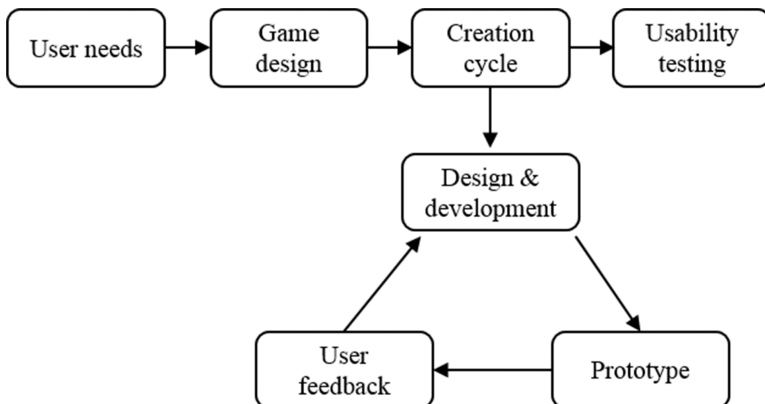 User needs
Game
design
Creation
cycle
Usability
testing
Design &
development
User
feedback
Prototype